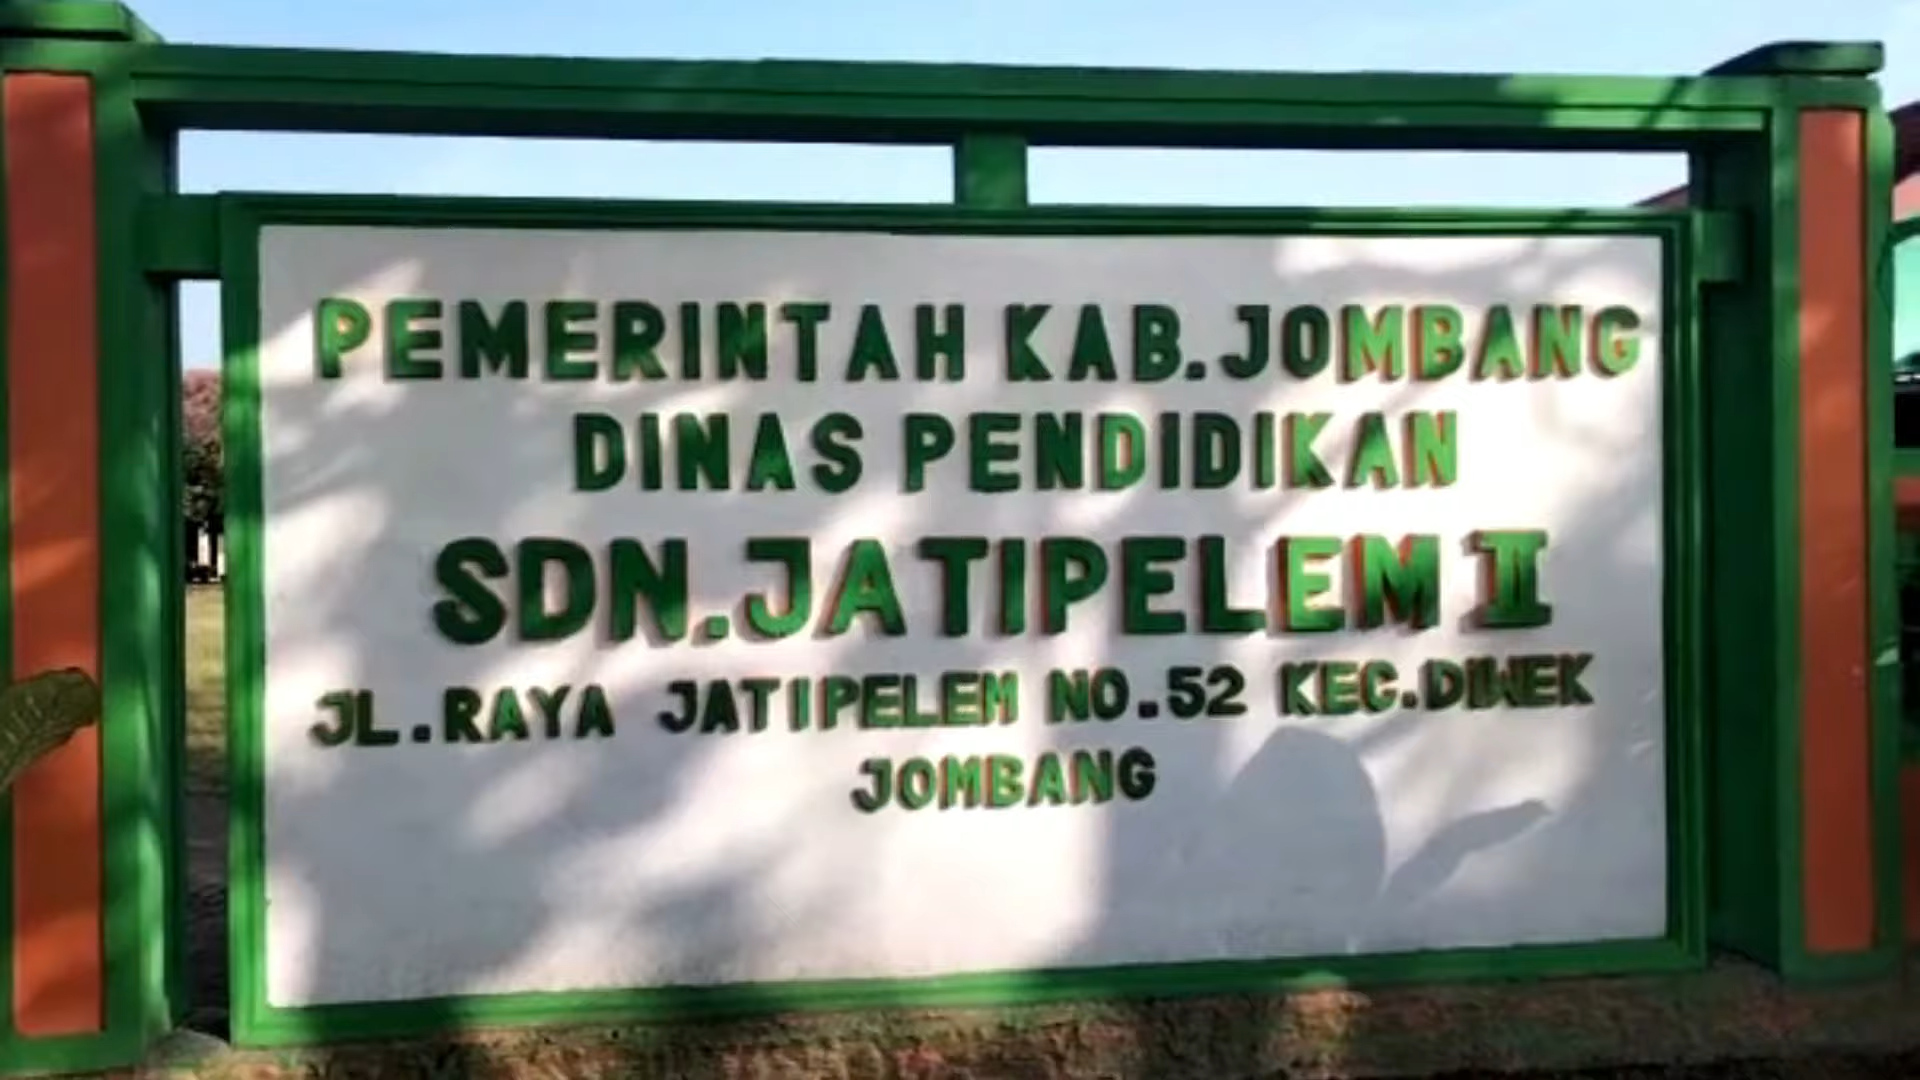 PEMERINTAH KAB.JOMBANG
DINAS PENDIDIKAN
SDN.JATIPELEM II
JL.RAYA JATIPELEM NO.52 KEC.DIWEK
JOMBANG